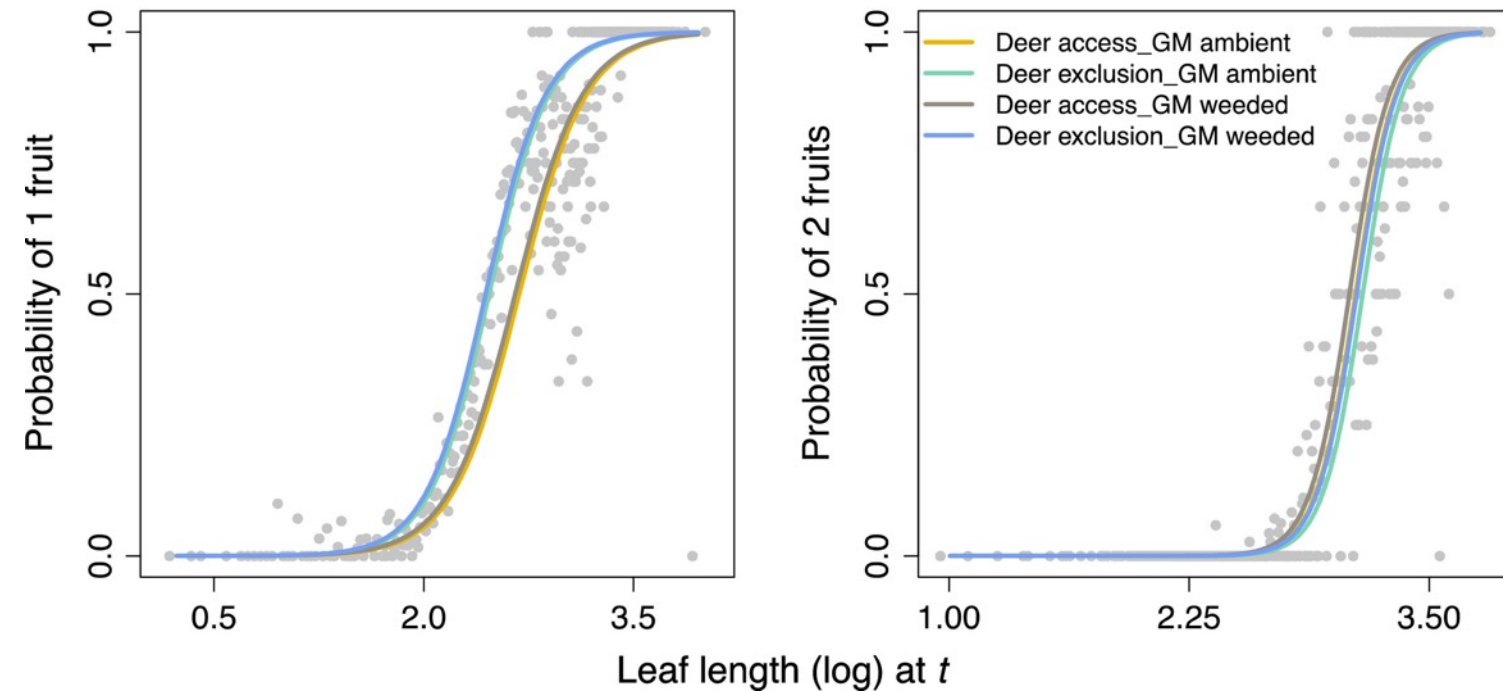 Probability of 1 fruit
1.0
0.5
0.0
0.5
2.0
3.5
Probability of 2 fruits
1.0
0.5
0.0
1.00
2.25
3.50
Deer access_GM ambient
Deer exclusion_GM ambient
Deer access_GM weeded
Deer exclusion_GM weeded
Leaf length (log) at t